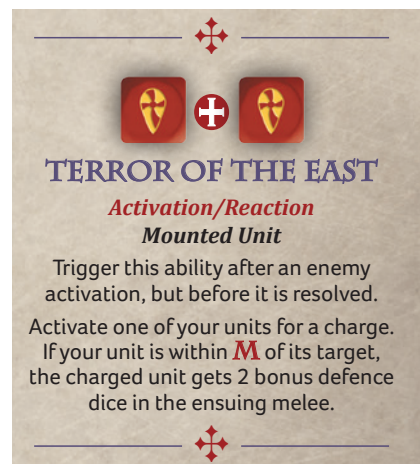 TERROR OF THE EAST
Activation/Reaction
Mounted Unit
Trigger this ability after an enemy
activation, but before it is resolved.
Activate one of your units for a charge.
If your unit is within M of its target,
the charged unit gets 2 bonus defence
dice in the ensuing melee.